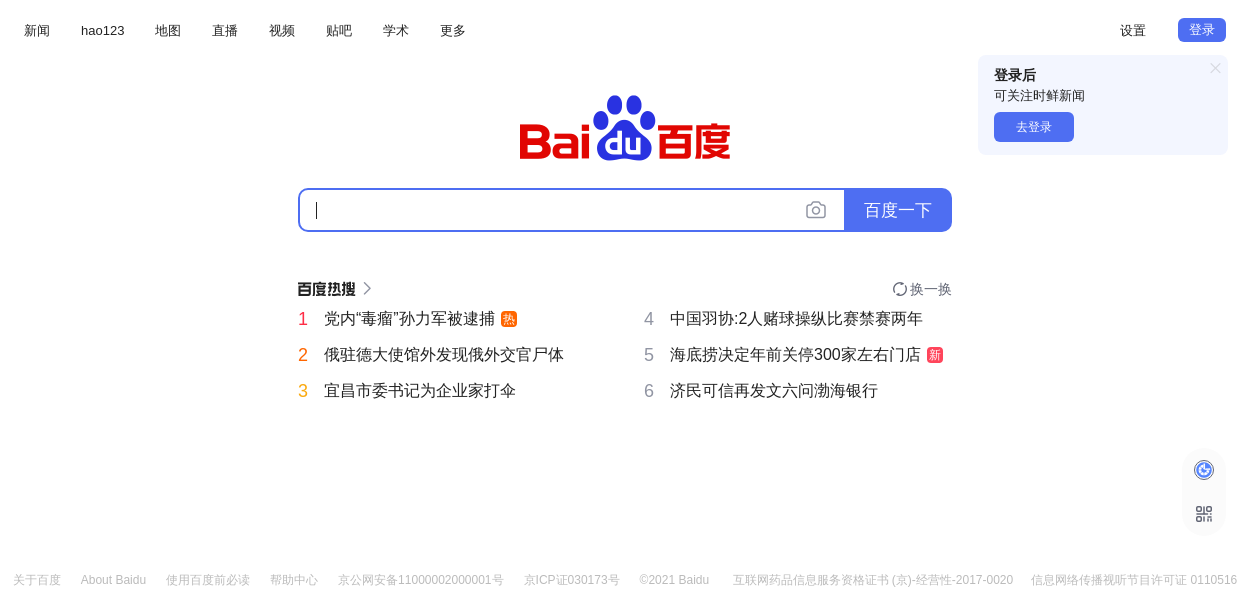 新闻 hao123 地图 直播 视频 贴吧 学术 更多 设置 登录
登录后
可关注时鲜新闻
去登录
Bai du 百度
百度一下
百度热搜 换一换
1 党内“毒瘤”孙力军被逮捕 热
2 俄驻德大使馆外发现俄外交官尸体
3 宜昌市委书记为企业家打伞
4 中国羽协:2人赌球操纵比赛禁赛两年
5 海底捞决定年前关停300家左右门店 新
6 济民可信再发文六问渤海银行
关于百度 About Baidu 使用百度前必读 帮助中心 京公网安备11000002000001号 京ICP证030173号 ©2021 Baidu 互联网药品信息服务资格证书 (京)-经营性-2017-0020 信息网络传播视听节目许可证 0110516